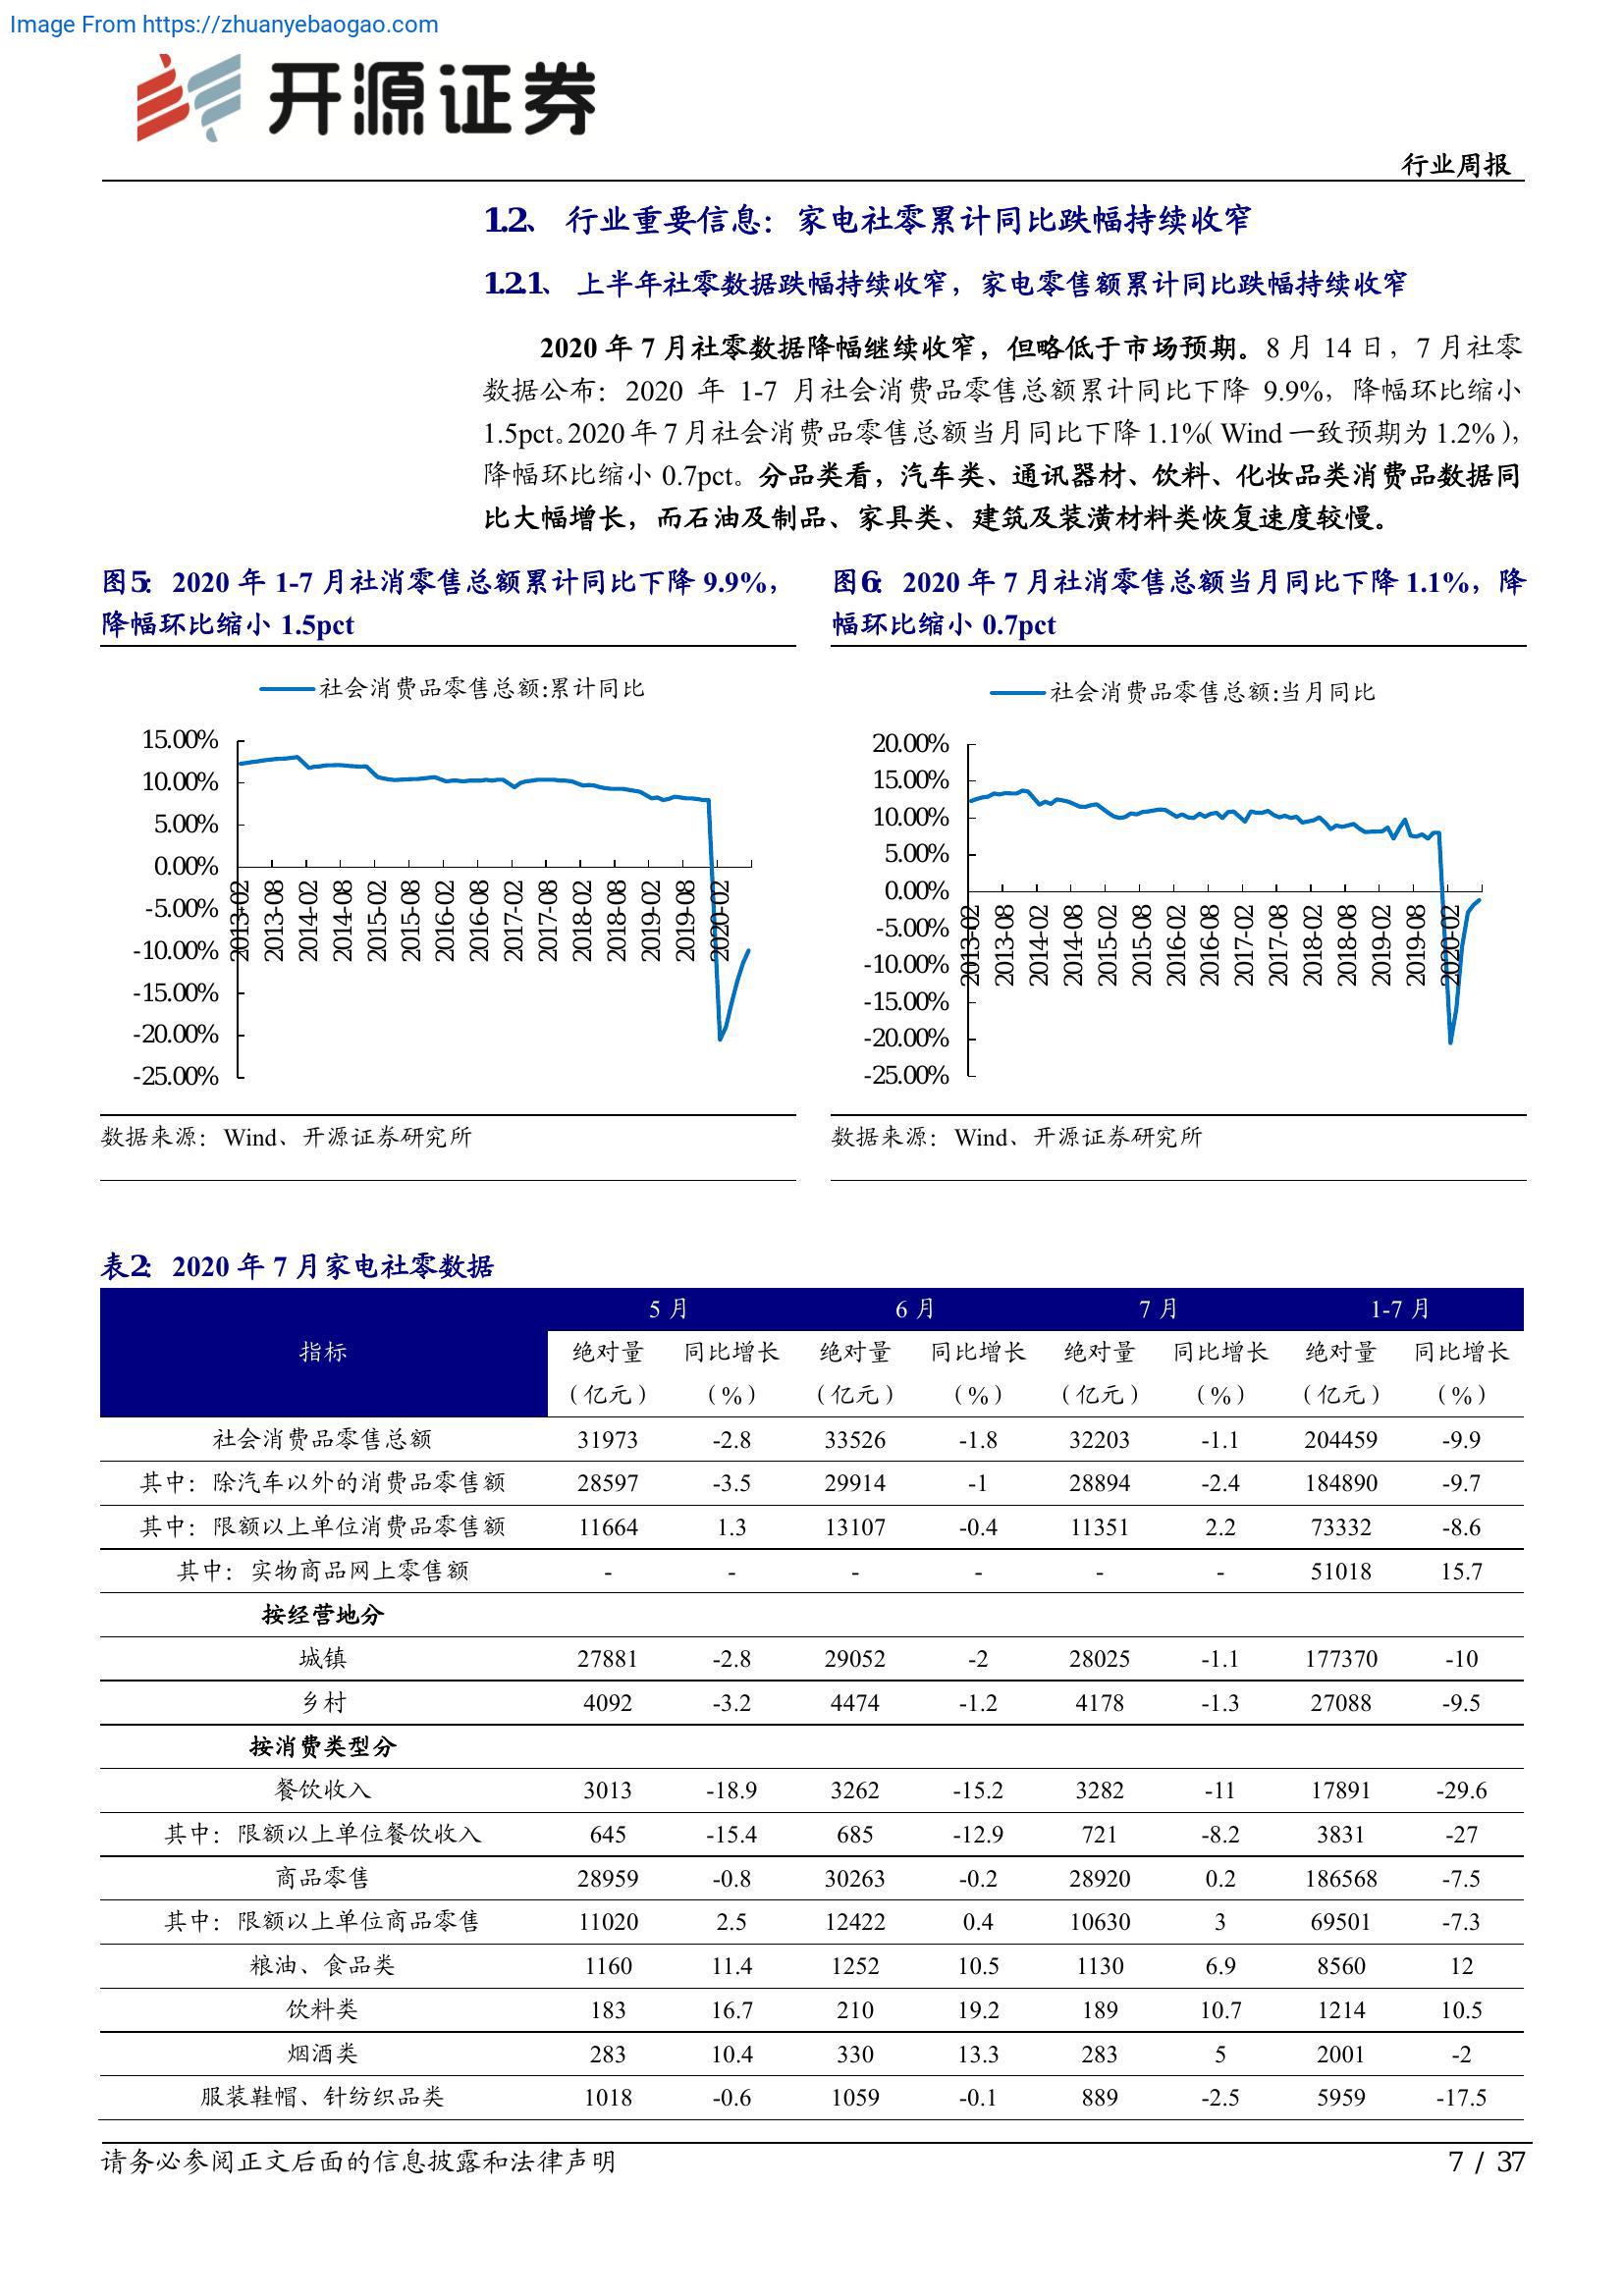 Image From https://zhuanyebaogao.com
开源证券
行业周报
1.2、 行业重要信息：家电社零累计同比跌幅持续收窄
1.2.1、 上半年社零数据跌幅持续收窄，家电零售额累计同比跌幅持续收窄
2020 年 7 月社零数据降幅继续收窄，但略低于市场预期。8 月 14 日，7 月社零
数据公布：2020 年 1-7 月社会消费品零售总额累计同比下降 9.9%，降幅环比缩小
1.5pct。2020 年 7 月社会消费品零售总额当月同比下降 1.1%（Wind 一致预期为 1.2%），
降幅环比缩小 0.7pct。分品类看，汽车类、通讯器材、饮料、化妆品类消费品数据同
比大幅增长，而石油及制品、家具类、建筑及装潢材料类恢复速度较慢。
图5：2020 年 1-7 月社消零售总额累计同比下降 9.9%，
降幅环比缩小 1.5pct
社会消费品零售总额:累计同比
15.00%
10.00%
5.00%
0.00%
-5.00%
-10.00%
-15.00%
-20.00%
-25.00%
2013-02 2013-08 2014-02 2014-08 2015-02 2015-08 2016-02 2016-08 2017-02 2017-08 2018-02 2018-08 2019-02 2019-08 2020-02
数据来源：Wind、开源证券研究所
图6：2020 年 7 月社消零售总额当月同比下降 1.1%，降
幅环比缩小 0.7pct
社会消费品零售总额:当月同比
20.00%
15.00%
10.00%
5.00%
0.00%
-5.00%
-10.00%
-15.00%
-20.00%
-25.00%
2013-02 2013-08 2014-02 2014-08 2015-02 2015-08 2016-02 2016-08 2017-02 2017-08 2018-02 2018-08 2019-02 2019-08 2020-02
数据来源：Wind、开源证券研究所
表2：2020 年 7 月家电社零数据
5 月 6 月 7 月 1-7 月
指标 绝对量 同比增长 绝对量 同比增长 绝对量 同比增长 绝对量 同比增长
（亿元） （%） （亿元） （%） （亿元） （%） （亿元） （%）
社会消费品零售总额 31973 -2.8 33526 -1.8 32203 -1.1 204459 -9.9
其中：除汽车以外的消费品零售额 28597 -3.5 29914 -1 28894 -2.4 184890 -9.7
其中：限额以上单位消费品零售额 11664 1.3 13107 -0.4 11351 2.2 73332 -8.6
其中：实物商品网上零售额 - - - - - - 51018 15.7
按经营地分
城镇 27881 -2.8 29052 -2 28025 -1.1 177370 -10
乡村 4092 -3.2 4474 -1.2 4178 -1.3 27088 -9.5
按消费类型分
餐饮收入 3013 -18.9 3262 -15.2 3282 -11 17891 -29.6
其中：限额以上单位餐饮收入 645 -15.4 685 -12.9 721 -8.2 3831 -27
商品零售 28959 -0.8 30263 -0.2 28920 0.2 186568 -7.5
其中：限额以上单位商品零售 11020 2.5 12422 0.4 10630 3 69501 -7.3
粮油、食品类 1160 11.4 1252 10.5 1130 6.9 8560 12
饮料类 183 16.7 210 19.2 189 10.7 1214 10.5
烟酒类 283 10.4 330 13.3 283 5 2001 -2
服装鞋帽、针纺织品类 1018 -0.6 1059 -0.1 889 -2.5 5959 -17.5
请务必参阅正文后面的信息披露和法律声明
7 / 37